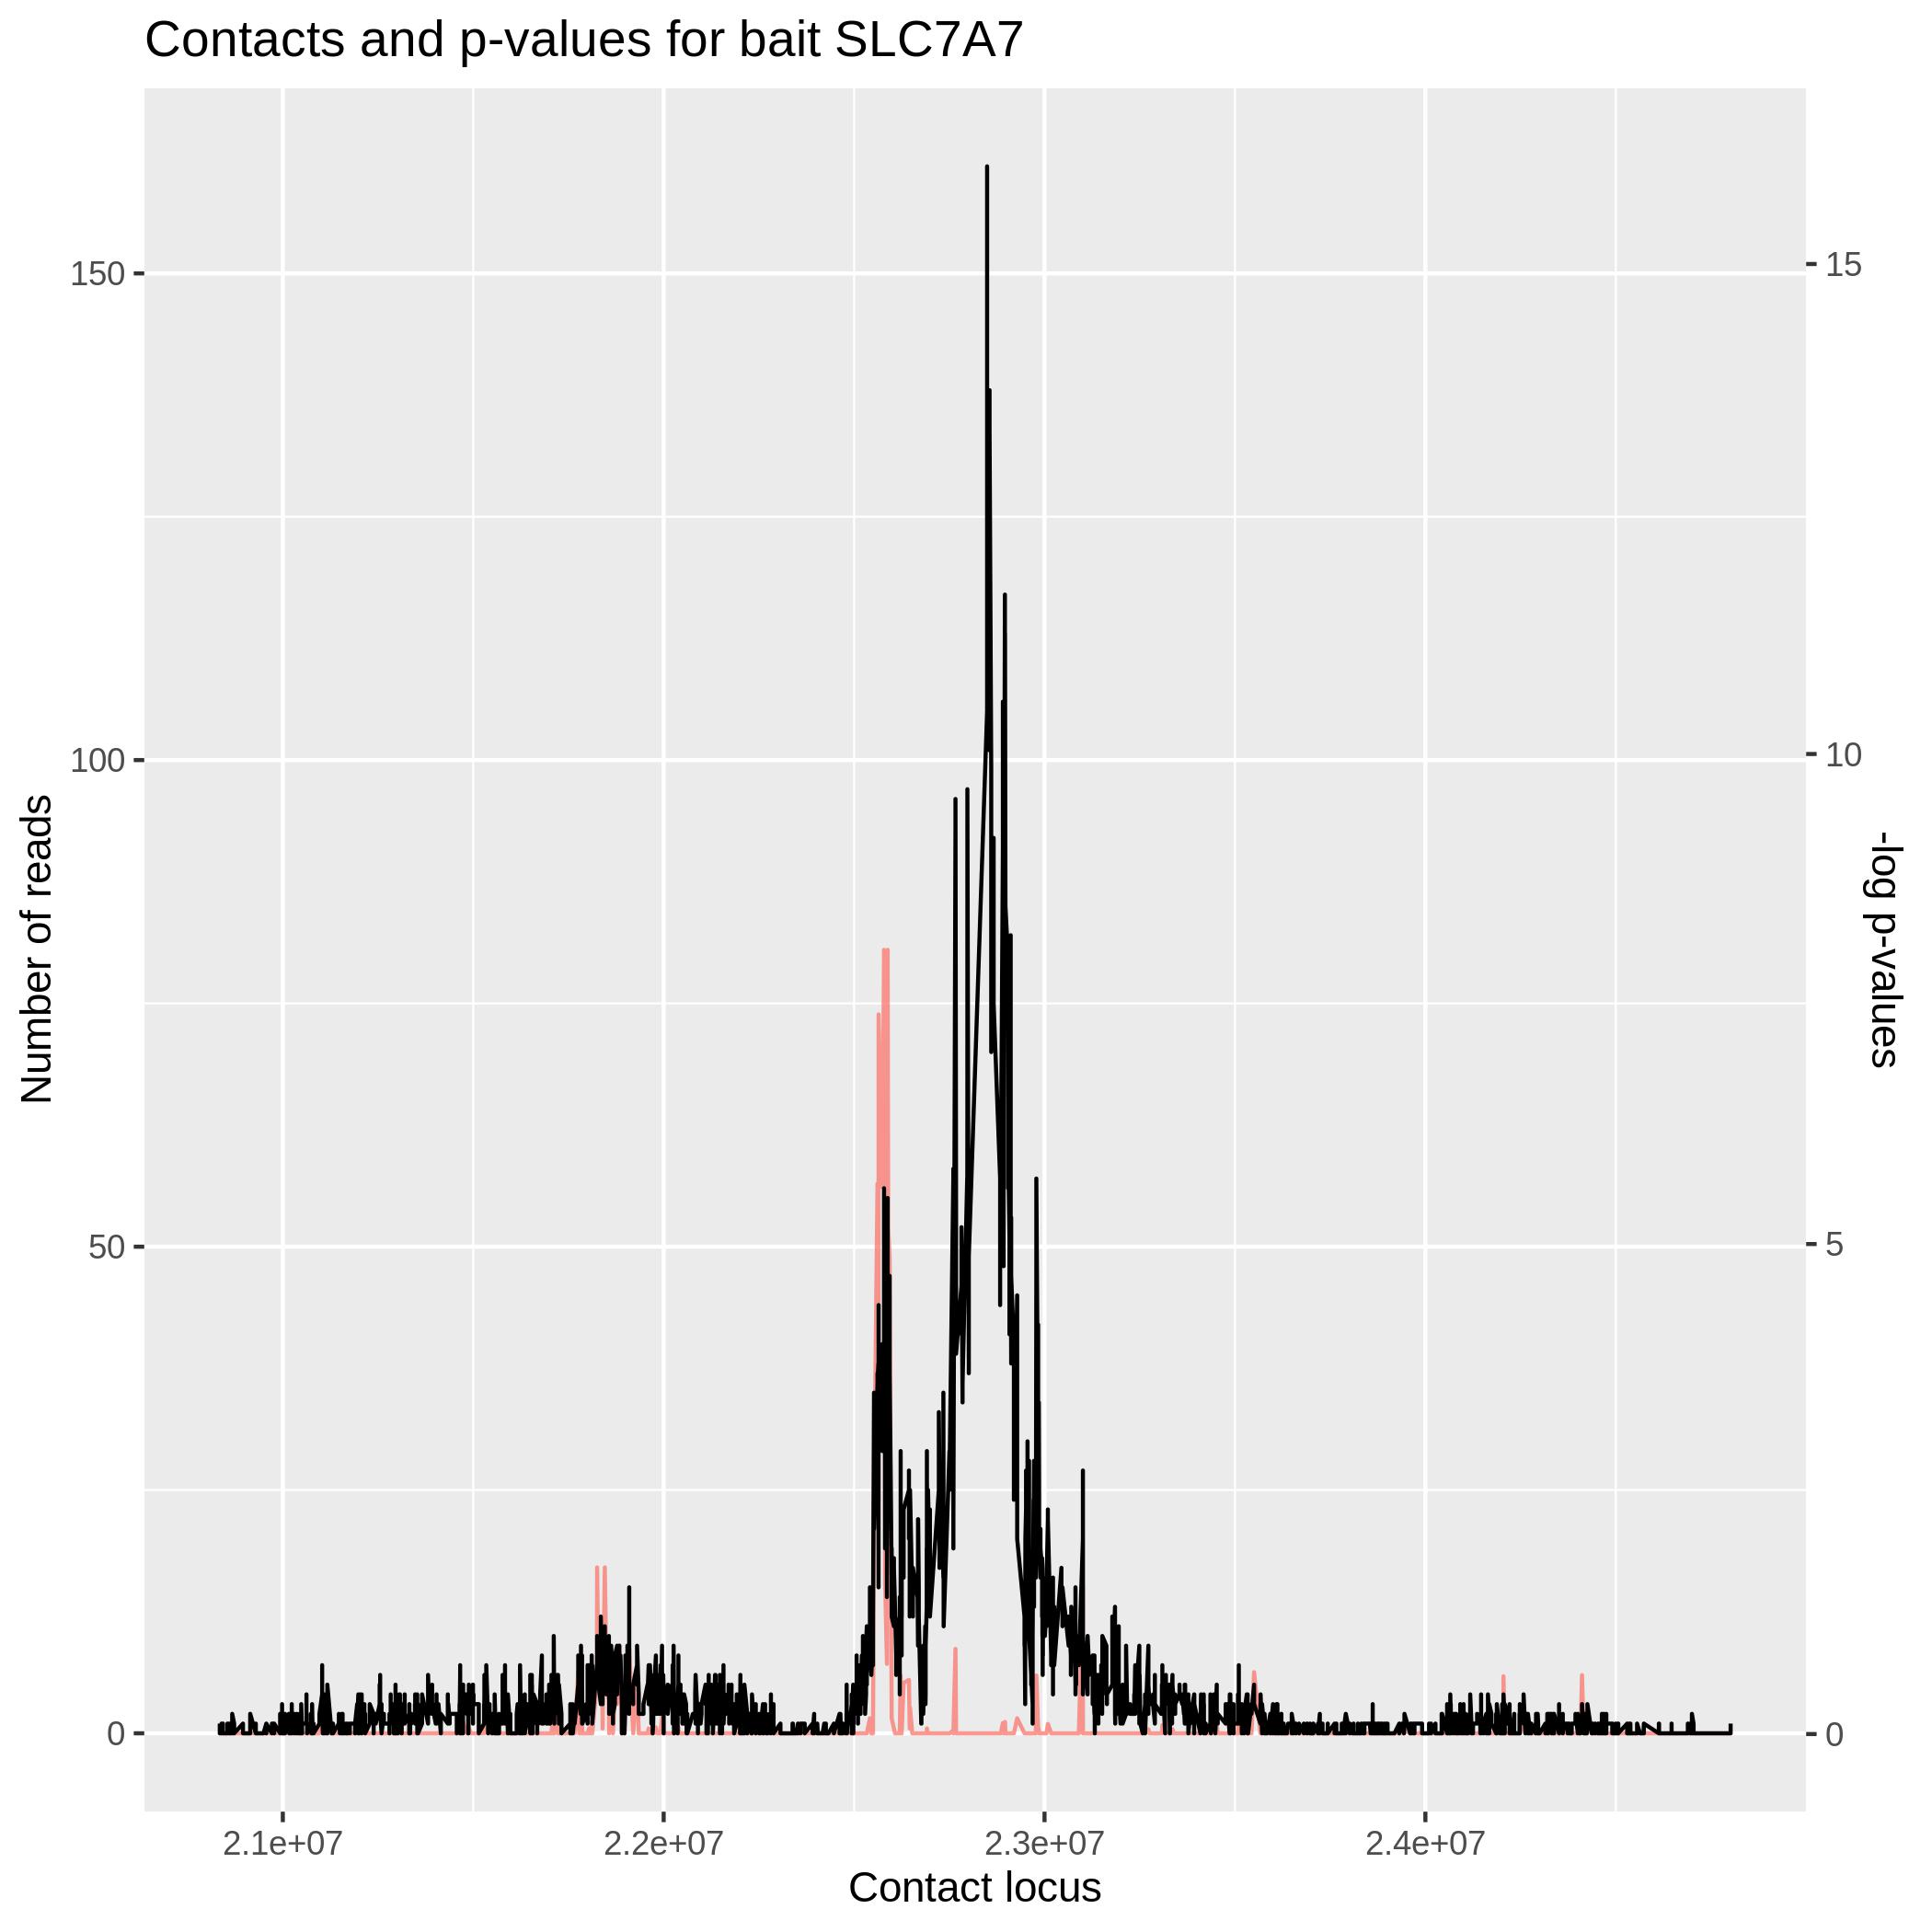 Contacts and p-values for bait SLC7A7
150
100
50
0
Number of reads
15
10
5
0
-log p-values
2.1e+07
2.2e+07
2.3e+07
2.4e+07
Contact locus